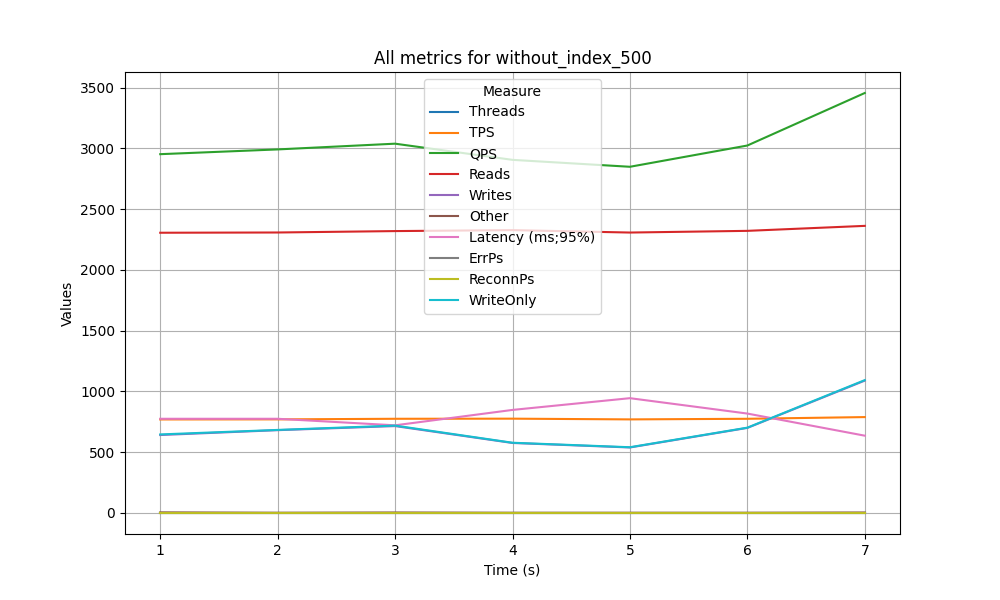 All metrics for without_index_500
Values
3500
3000
2500
2000
1500
1000
500
0
Measure
Threads
TPS
QPS
Reads
Writes
Other
Latency (ms;95%)
ErrPs
ReconnPs
WriteOnly
1 2 3 4 5 6 7
Time (s)